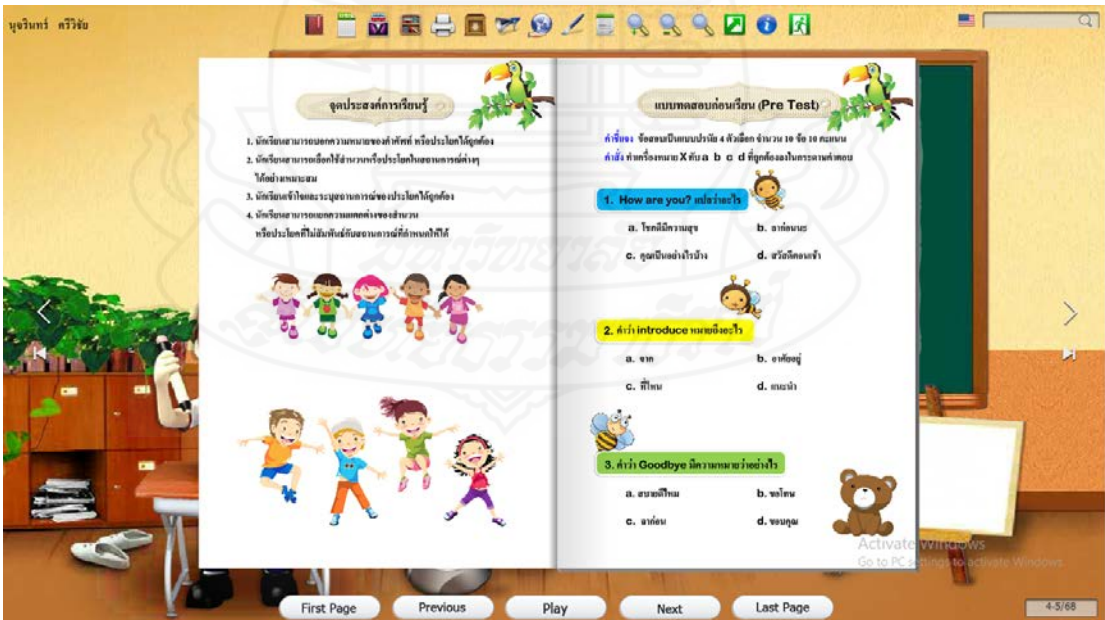 นุจรินทร์ ศรีวิชัย
จุดประสงค์การเรียนรู้
1. นักเรียนสามารถบอกความหมายของคำศัพท์ หรือประโยคได้ถูกต้อง
2. นักเรียนสามารถเลือกใช้สำนวนหรือประโยคในสถานการณ์ต่างๆ
ได้อย่างเหมาะสม
3. นักเรียนเข้าใจและระบุสถานการณ์ของประโยคได้ถูกต้อง
4. นักเรียนสามารถแยกความแตกต่างของสำนวน
หรือประโยคที่ไม่สัมพันธ์กับสถานการณ์ที่กำหนดให้ได้
แบบทดสอบก่อนเรียน (Pre Test)
คำชี้แจง ข้อสอบเป็นแบบปรนัย 4 ตัวเลือก จำนวน 10 ข้อ 10 คะแนน
คำสั่ง ทำเครื่องหมาย X ทับ a b c d ที่ถูกต้องลงในกระดาษคำตอบ
1. How are you? แปลว่าอะไร
a. โชคดีมีความสุข b. ลาก่อนนะ
c. คุณเป็นอย่างไรบ้าง d. สวัสดีตอนเช้า
2. คำว่า introduce หมายถึงอะไร
a. จาก b. อาศัยอยู่
c. ที่ไหน d. แนะนำ
3. คำว่า Goodbye มีความหมายว่าอย่างไร
a. สบายดีไหม b. ขอโทษ
c. ลาก่อน d. ขอบคุณ
Activate Windows
Go to PC settings to activate Windows.
First Page Previous Play Next Last Page
4-5/68